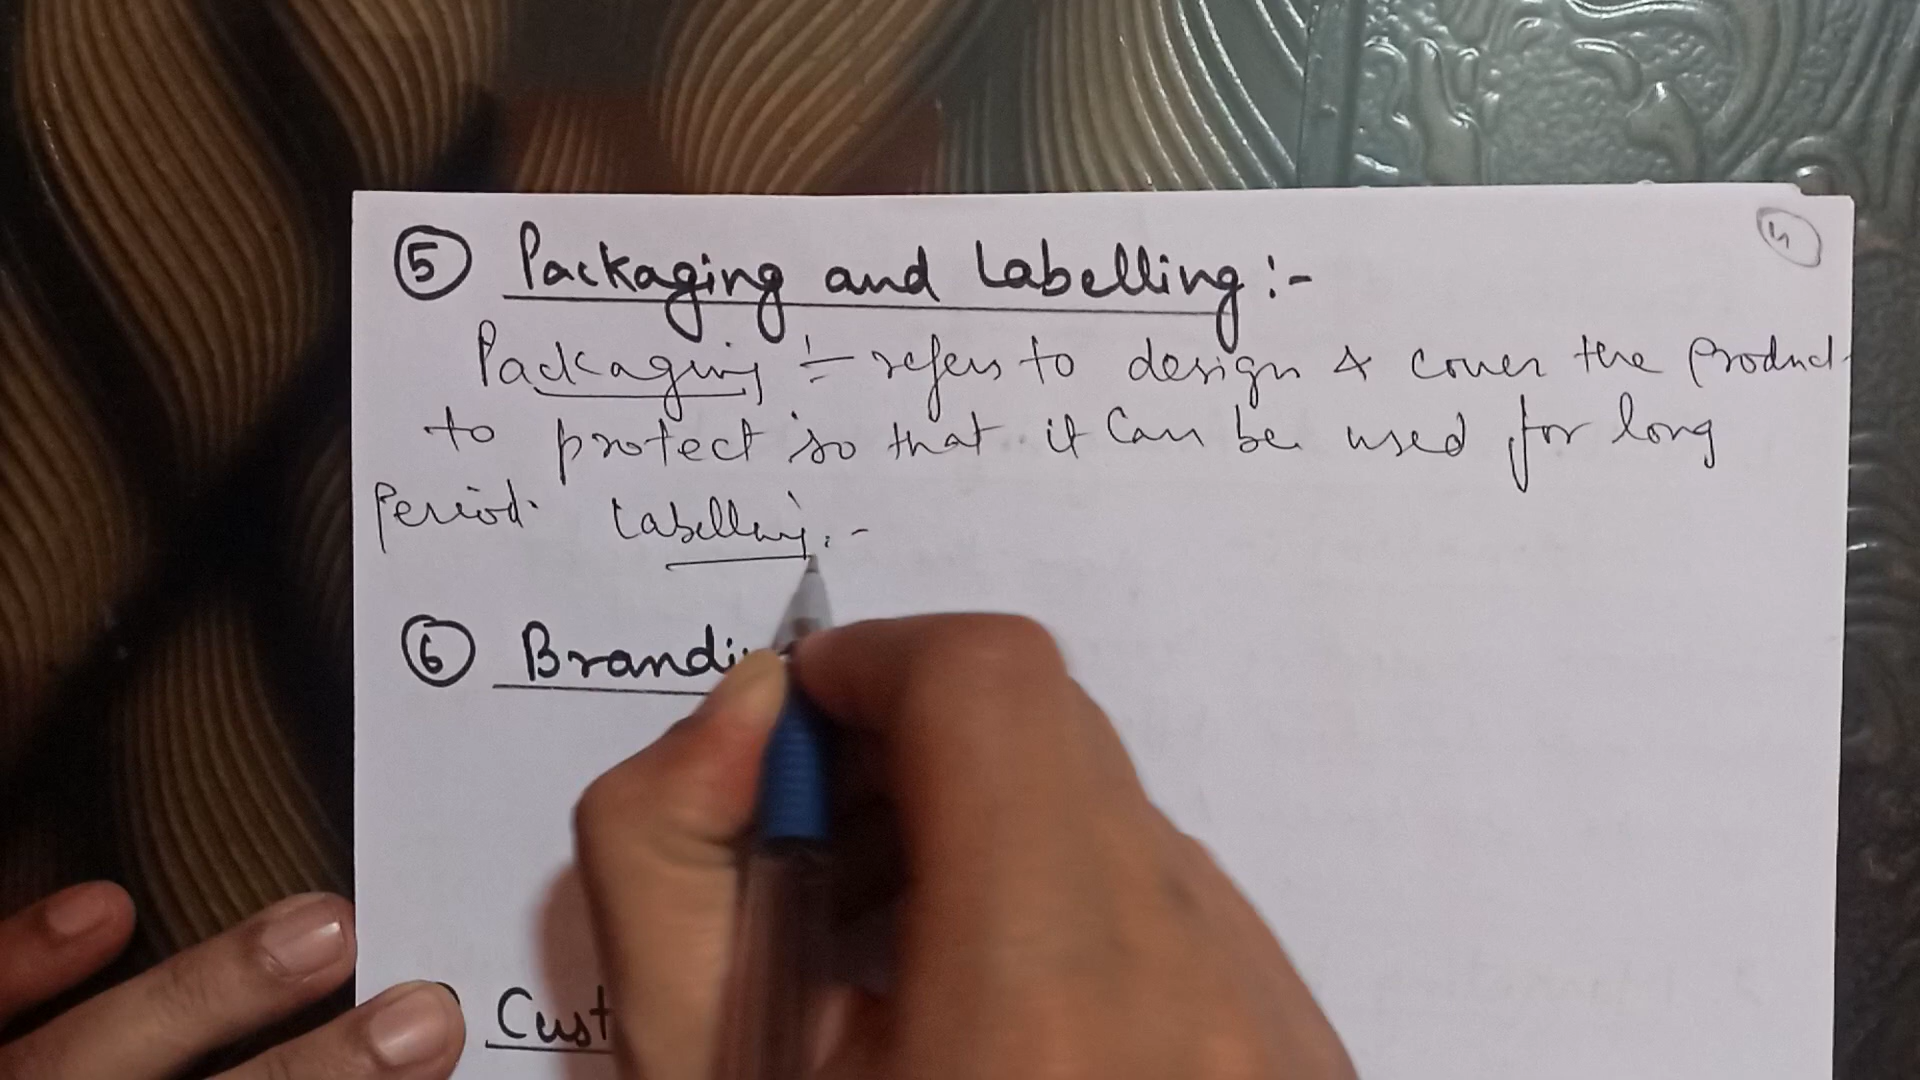 4
⑤ Packaging and Labelling :-
Packaging :- refers to design & cover the product
to protect so that it can be used for long
period. Labelling :-
⑥ Brandi
Cust